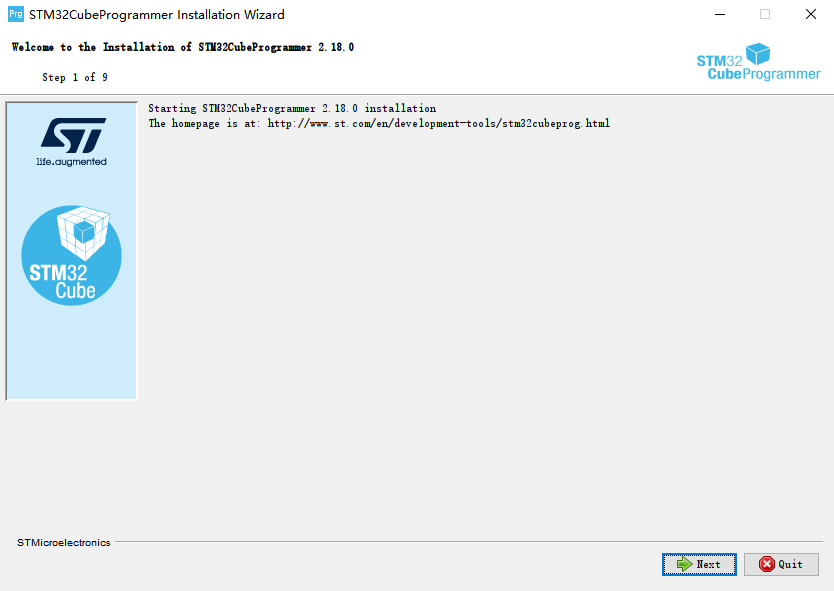 Prg STM32CubeProgrammer Installation Wizard
Welcome to the Installation of STM32CubeProgrammer 2.18.0
Step 1 of 9
STM32
CubeProgrammer
Starting STM32CubeProgrammer 2.18.0 installation
The homepage is at: http://www.st.com/en/development-tools/stm32cubeprog.html
ST
life.augmented
STM32
Cube
STMicroelectronics
Next
Quit